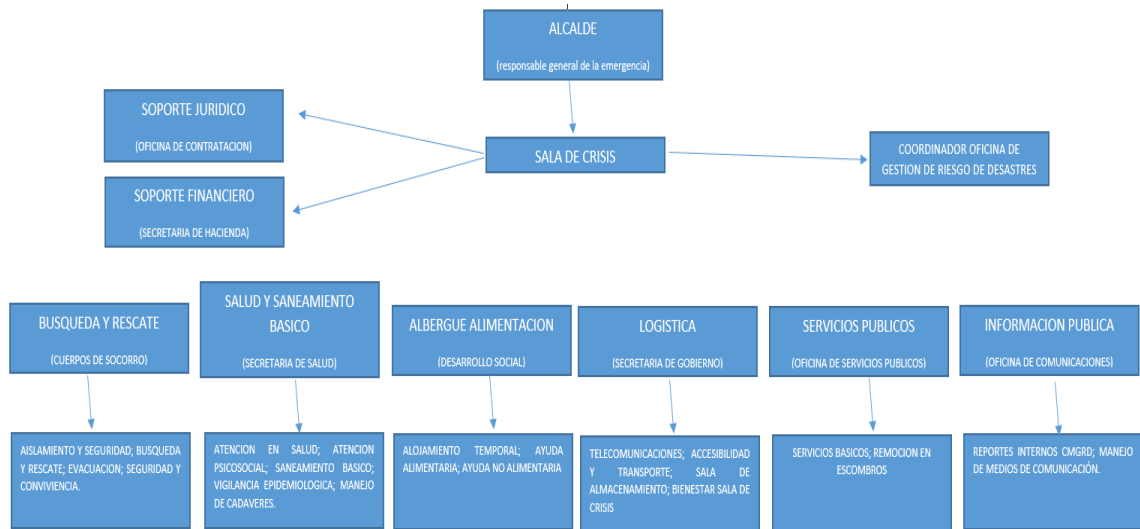 ALCALDE
(responsable general de la emergencia)
SOPORTE JURIDICO
(OFICINA DE CONTRATACION)
SALA DE CRISIS
COORDINADOR OFICINA DE
GESTION DE RIESGO DE DESASTRES
SOPORTE FINANCIERO
(SECRETARIA DE HACIENDA)
BUSQUEDA Y RESCATE
(CUERPOS DE SOCORRO)
SALUD Y SANEAMIENTO
BASICO
(SECRETARIA DE SALUD)
ALBERGUE ALIMENTACION
(DESARROLLO SOCIAL)
LOGISTICA
(SECRETARIA DE GOBIERNO)
SERVICIOS PUBLICOS
(OFICINA DE SERVICIOS PUBLICOS)
INFORMACION PUBLICA
(OFICINA DE COMUNICACIONES)
AISLAMIENTO Y SEGURIDAD; BUSQUEDA
Y RESCATE; EVACUACION; SEGURIDAD Y
CONVIVIENCIA.
ATENCION EN SALUD; ATENCION
PSICOSOCIAL; SANEAMIENTO BASICO;
VIGILANCIA EPIDEMIOLOGICA; MANEJO
DE CADAVERES.
ALOJAMIENTO TEMPORAL; AYUDA
ALIMENTARIA; AYUDA NO ALIMENTARIA
TELECOMUNICACIONES; ACCESIBILIDAD
Y TRANSPORTE; SALA DE
ALMACENAMIENTO; BIENESTAR SALA DE
CRISIS
SERVICIOS BASICOS; REMOCION EN
ESCOMBROS
REPORTES INTERNOS CMGRD; MANEJO
DE MEDIOS DE COMUNICACIÓN.